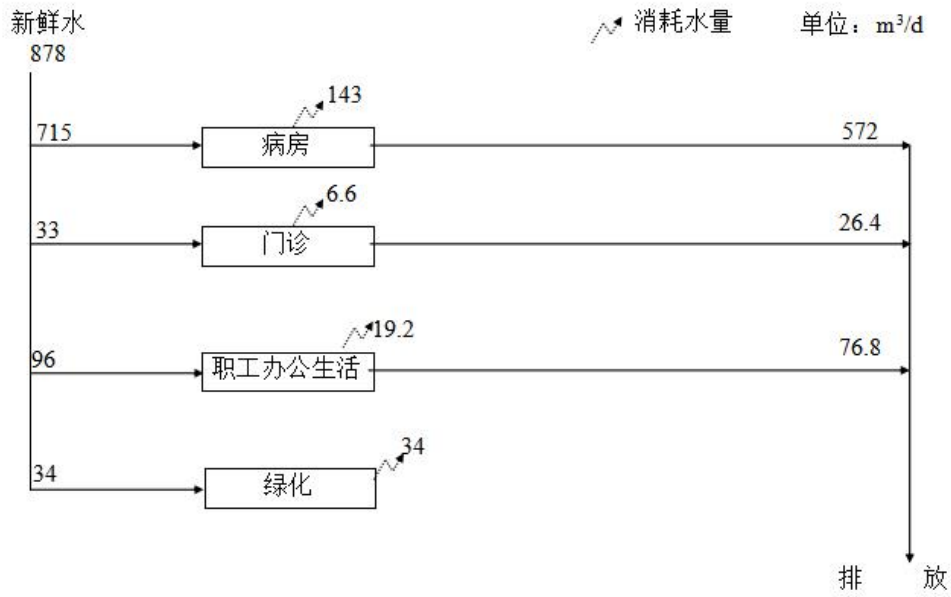 新鲜水
878
消耗水量
单位：m³/d
143
715
病房
572
6.6
33
门诊
26.4
19.2
96
职工办公生活
76.8
34
34
绿化
排 放